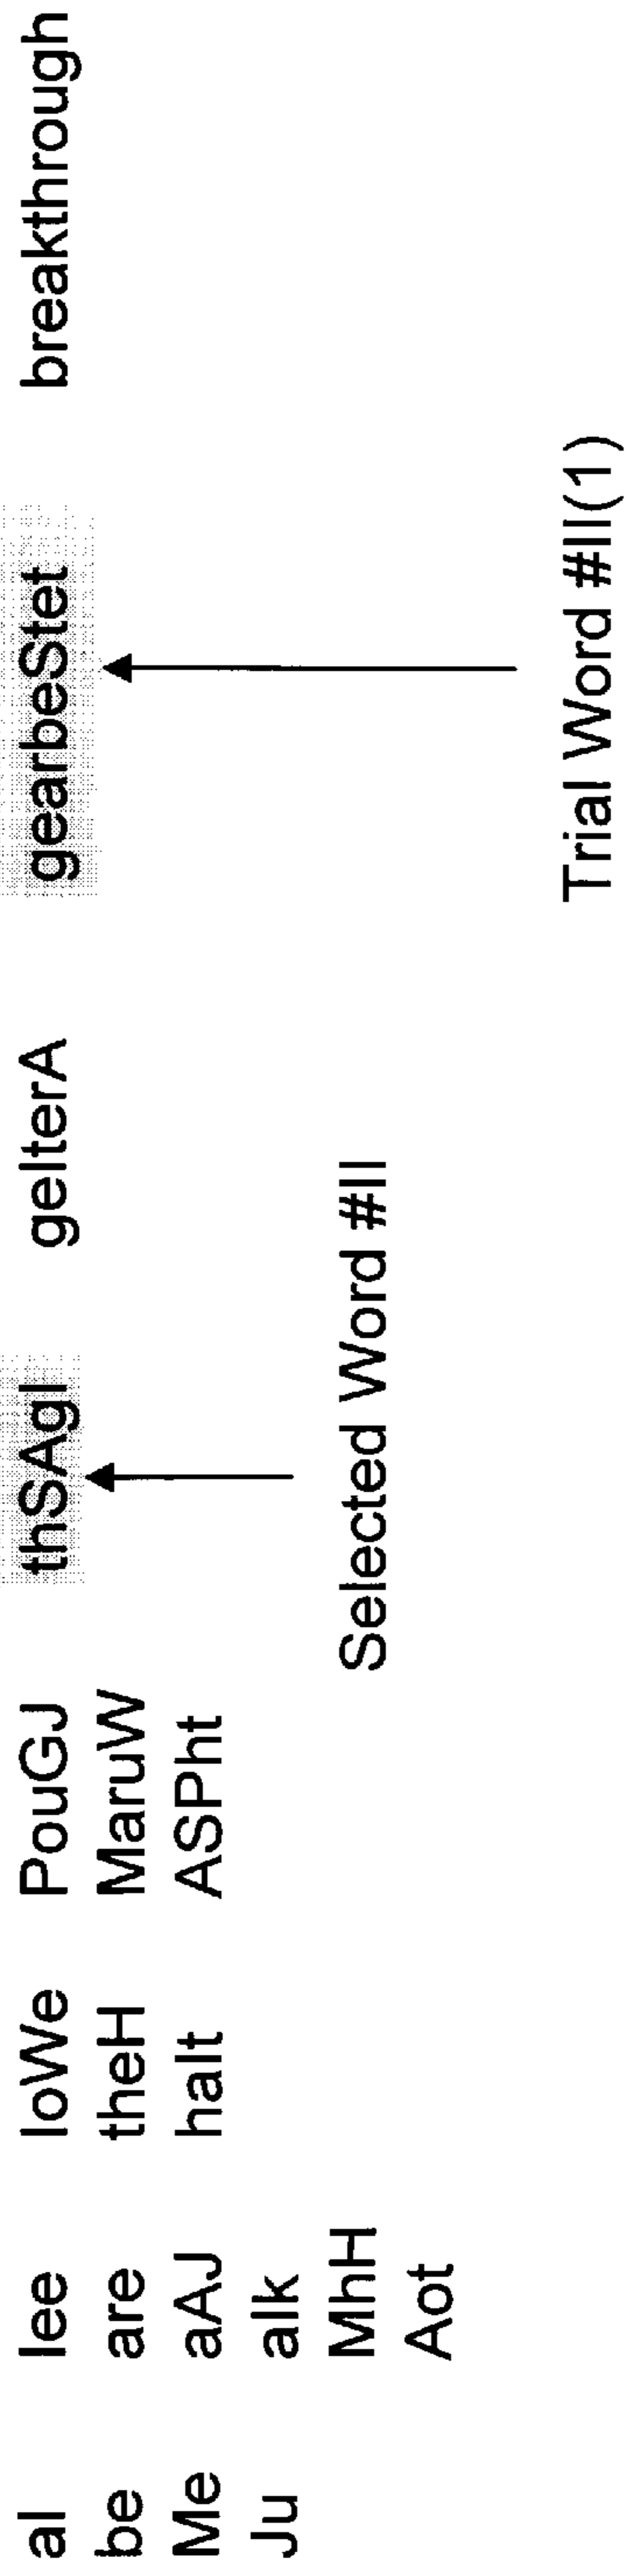 al lee loWe PouGJ thSAgl gelterA gearbeStet breakthrough
be are theH MaruW
Me aAJ halt ASPht
Ju alk
MhH Selected Word #II
Aot
Trial Word #II(1)